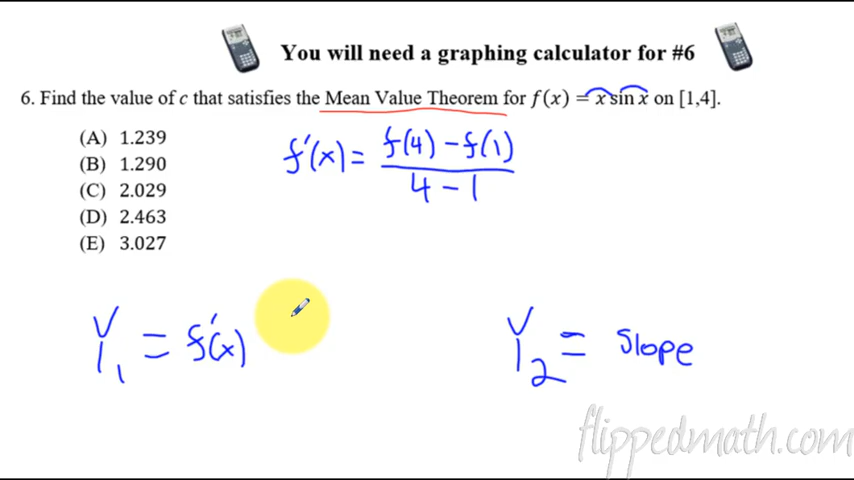 You will need a graphing calculator for #6
6. Find the value of c that satisfies the Mean Value Theorem for f(x) = x sin x on [1,4].
(A) 1.239
(B) 1.290
(C) 2.029
(D) 2.463
(E) 3.027
f'(x) = f(4) - f(1) / 4 - 1
Y₁ = f'(x)
Y₂ = Slope
flippedmath.com